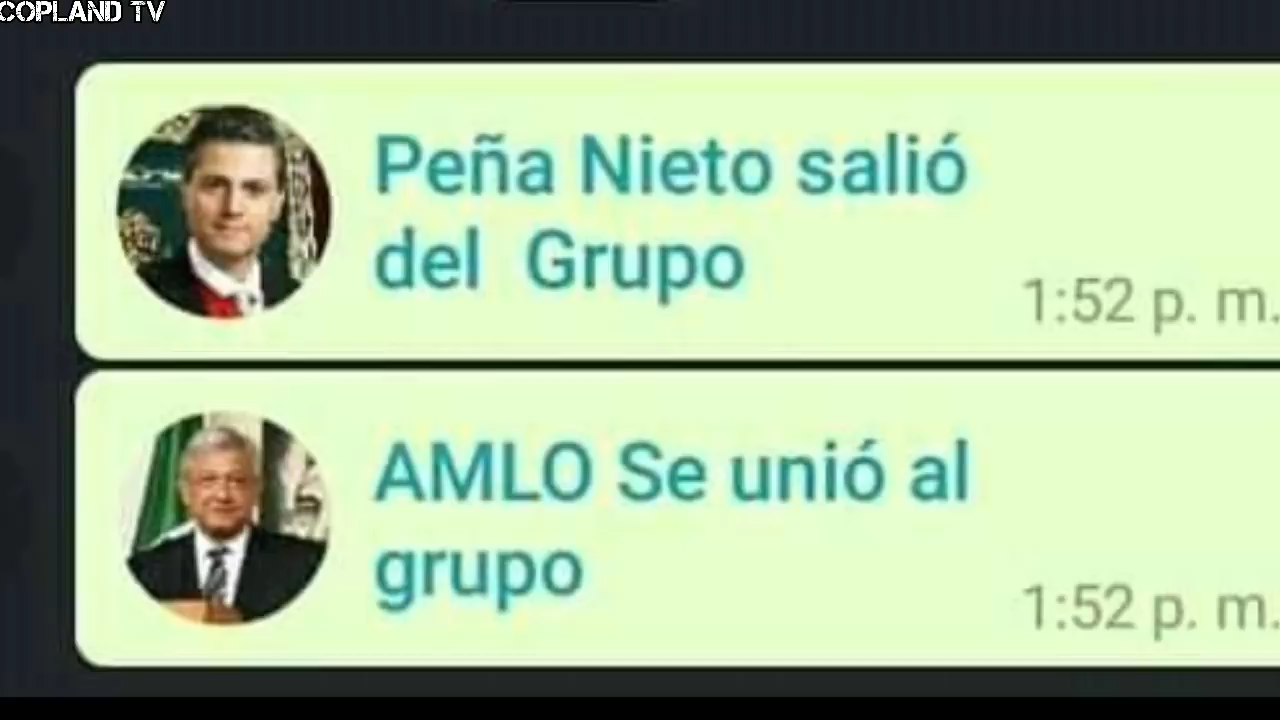 COPLAND TV
Peña Nieto salió
del Grupo
1:52 p. m.
AMLO Se unió al
grupo
1:52 p. m.